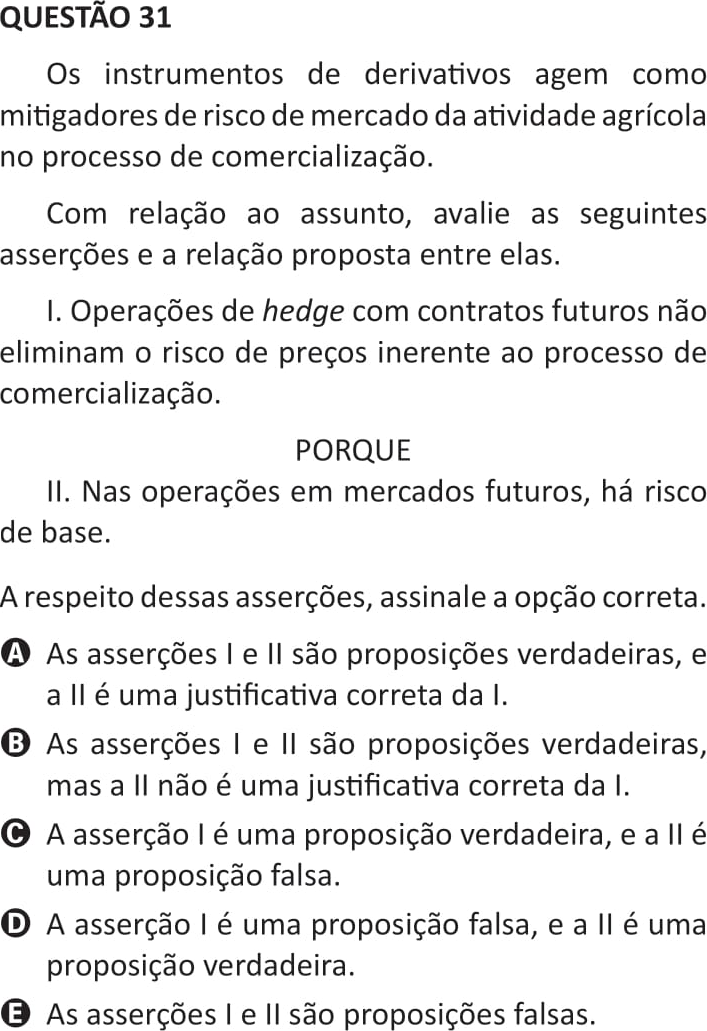 QUESTÃO 31
Os instrumentos de derivativos agem como
mitigadores de risco de mercado da atividade agrícola
no processo de comercialização.
Com relação ao assunto, avalie as seguintes
asserções e a relação proposta entre elas.
I. Operações de hedge com contratos futuros não
eliminam o risco de preços inerente ao processo de
comercialização.
PORQUE
II. Nas operações em mercados futuros, há risco
de base.
A respeito dessas asserções, assinale a opção correta.
A As asserções I e II são proposições verdadeiras, e
a II é uma justificativa correta da I.
B As asserções I e II são proposições verdadeiras,
mas a II não é uma justificativa correta da I.
C A asserção I é uma proposição verdadeira, e a II é
uma proposição falsa.
D A asserção I é uma proposição falsa, e a II é uma
proposição verdadeira.
E As asserções I e II são proposições falsas.